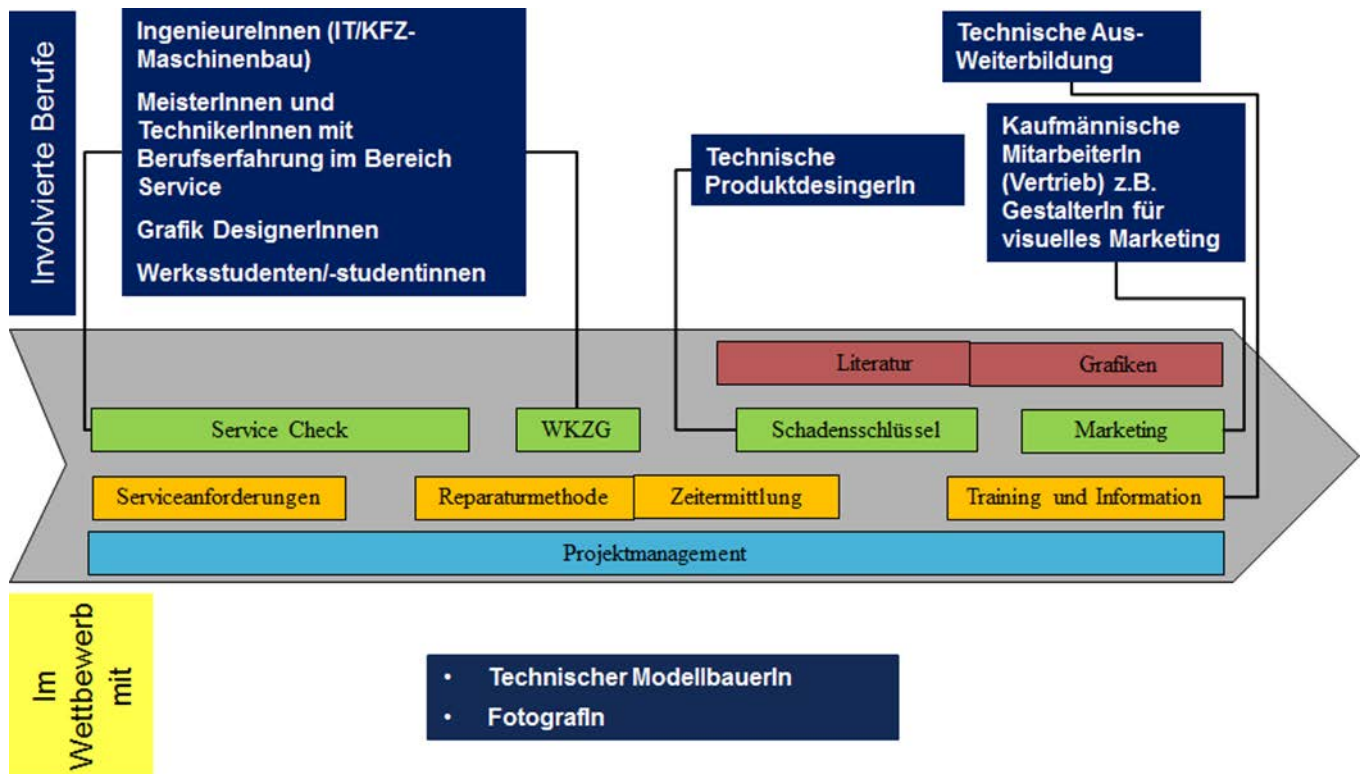 Involvierte Berufe
IngenieureInnen (IT/KFZ-
Maschinenbau)
MeisterInnen und
TechnikerInnen mit
Berufserfahrung im Bereich
Service
Grafik DesignerInnen
Werksstudenten/-studentinnen
Technische
ProduktdesingerIn
Technische Aus-
Weiterbildung
Kaufmännische
MitarbeiterIn
(Vertrieb) z.B.
GestalterIn für
visuelles Marketing
Literatur
Grafiken
Service Check
WKZG
Schadensschlüssel
Marketing
Serviceanforderungen
Reparaturmethode
Zeitermittlung
Training und Information
Projektmanagement
Im
Wettbewerb
mit
• Technischer ModellbauerIn
• FotografIn